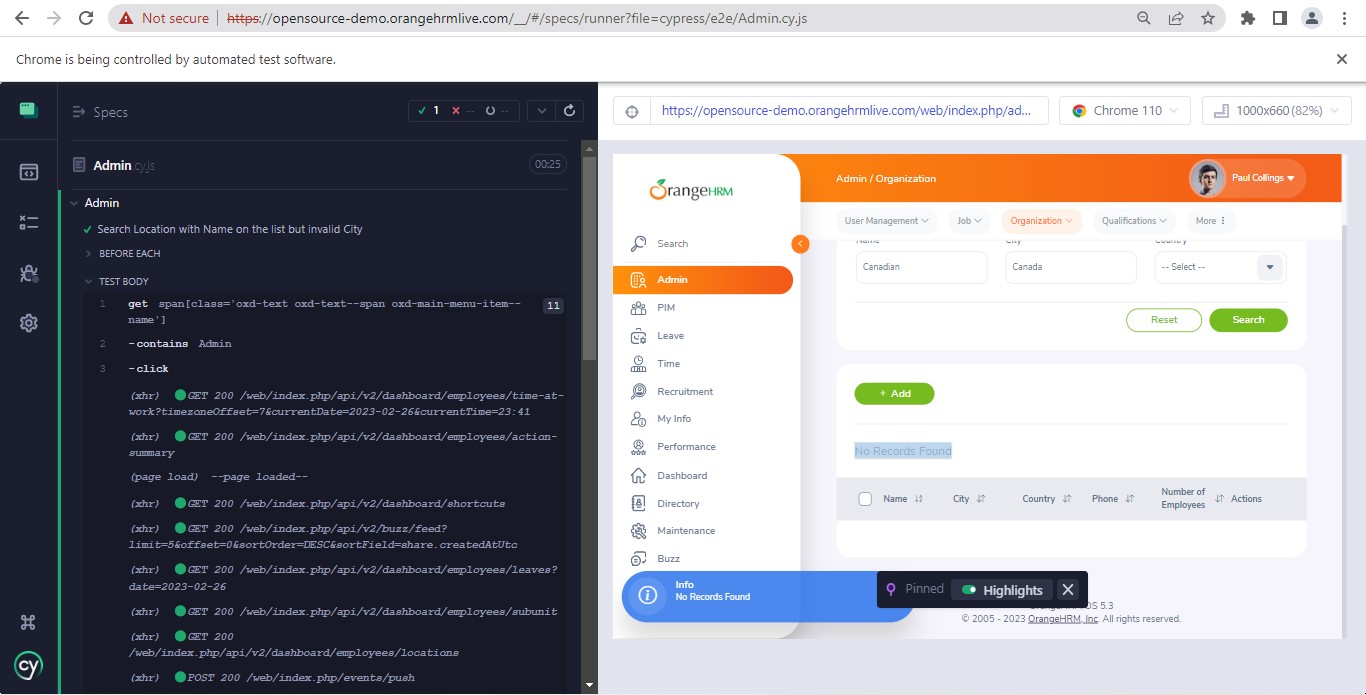 Not secure https://opensource-demo.orangehrmlive.com/__/#/specs/runner?file=cypress/e2e/Admin.cy.js
Chrome is being controlled by automated test software.
Specs
1 -- --
Admin.cy.js 00:25
Admin
Search Location with Name on the list but invalid City
BEFORE EACH
TEST BODY
1 get span[class='oxd-text oxd-text--span oxd-main-menu-item-- 11
name']
2 -contains Admin
3 -click
(xhr) GET 200 /web/index.php/api/v2/dashboard/employees/time-at-
work?timezoneOffset=7&currentDate=2023-02-26&currentTime=23:41
(xhr) GET 200 /web/index.php/api/v2/dashboard/employees/action-
summary
(page load) --page loaded--
(xhr) GET 200 /web/index.php/api/v2/dashboard/shortcuts
(xhr) GET 200 /web/index.php/api/v2/buzz/feed?
limit=5&offset=0&sortOrder=DESC&sortField=share.createdAtUtc
(xhr) GET 200 /web/index.php/api/v2/dashboard/employees/leaves?
date=2023-02-26
(xhr) GET 200 /web/index.php/api/v2/dashboard/employees/subunit
(xhr) GET 200
/web/index.php/api/v2/dashboard/employees/locations
(xhr) POST 200 /web/index.php/events/push
cy
https://opensource-demo.orangehrmlive.com/web/index.php/ad...
Chrome 110
1000x660 (82%)
OrangeHRM
Search
Admin
PIM
Leave
Time
Recruitment
My Info
Performance
Dashboard
Directory
Maintenance
Buzz
Admin / Organization
Paul Collings
User Management Job Organization Qualifications More
Name City Country
Canadian Canada -- Select --
Reset Search
+ Add
No Records Found
Name City Country Phone Number of Employees Actions
Info
No Records Found
Pinned Highlights
OS 5.3
© 2005 - 2023 OrangeHRM, Inc. All rights reserved.